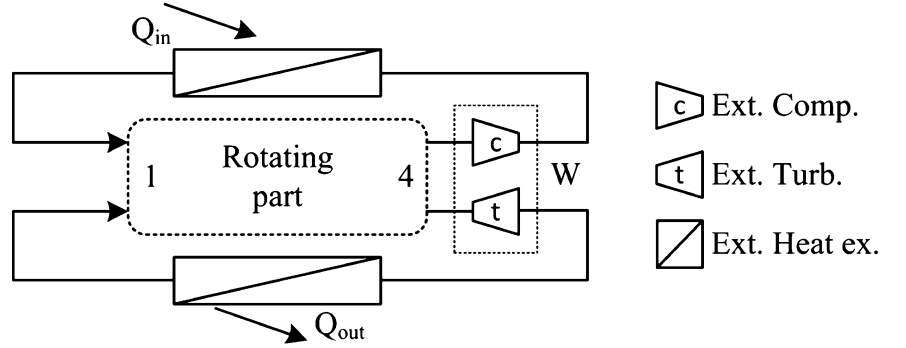 Qin
Rotating
part
1
4
c
t
W
Qout
c Ext. Comp.
t Ext. Turb.
Ext. Heat ex.